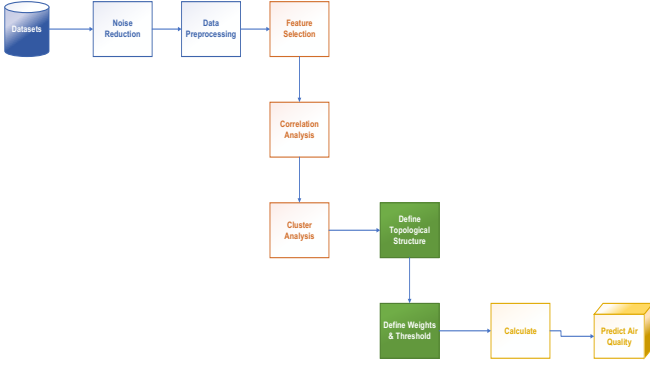 Datasets
Noise
Reduction
Data
Preprocessing
Feature
Selection
Correlation
Analysis
Cluster
Analysis
Define
Topological
Structure
Define Weights
& Threshold
Calculate
Predict Air
Quality